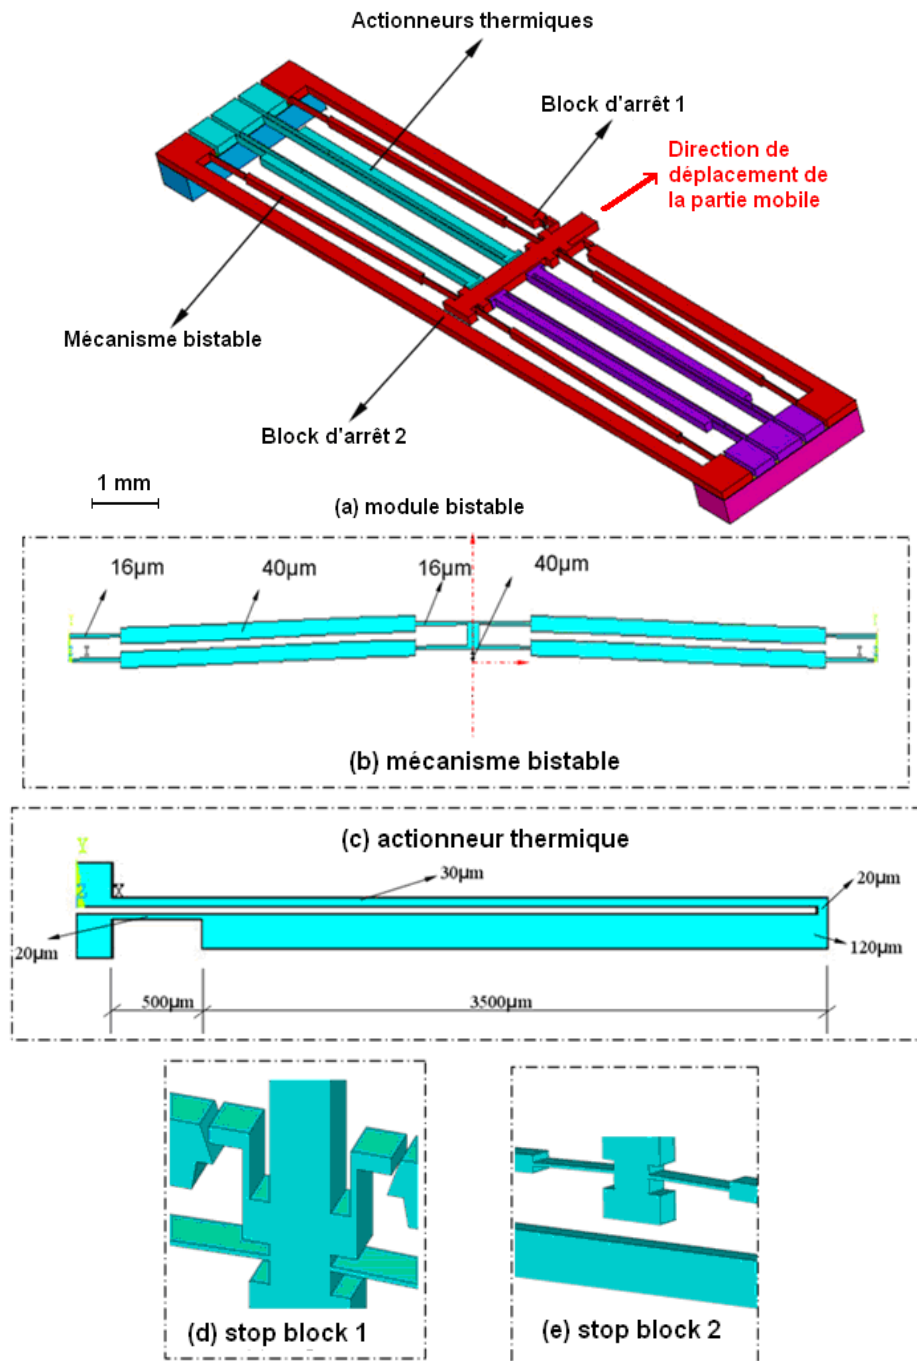 Actionneurs thermiques
Block d'arrêt 1
Direction de
déplacement de
la partie mobile
Mécanisme bistable
Block d'arrêt 2
1 mm
(a) module bistable
16µm
40µm
16µm
40µm
(b) mécanisme bistable
(c) actionneur thermique
Y
Z
X
30µm
20µm
20µm
120µm
500µm
3500µm
(d) stop block 1
(e) stop block 2